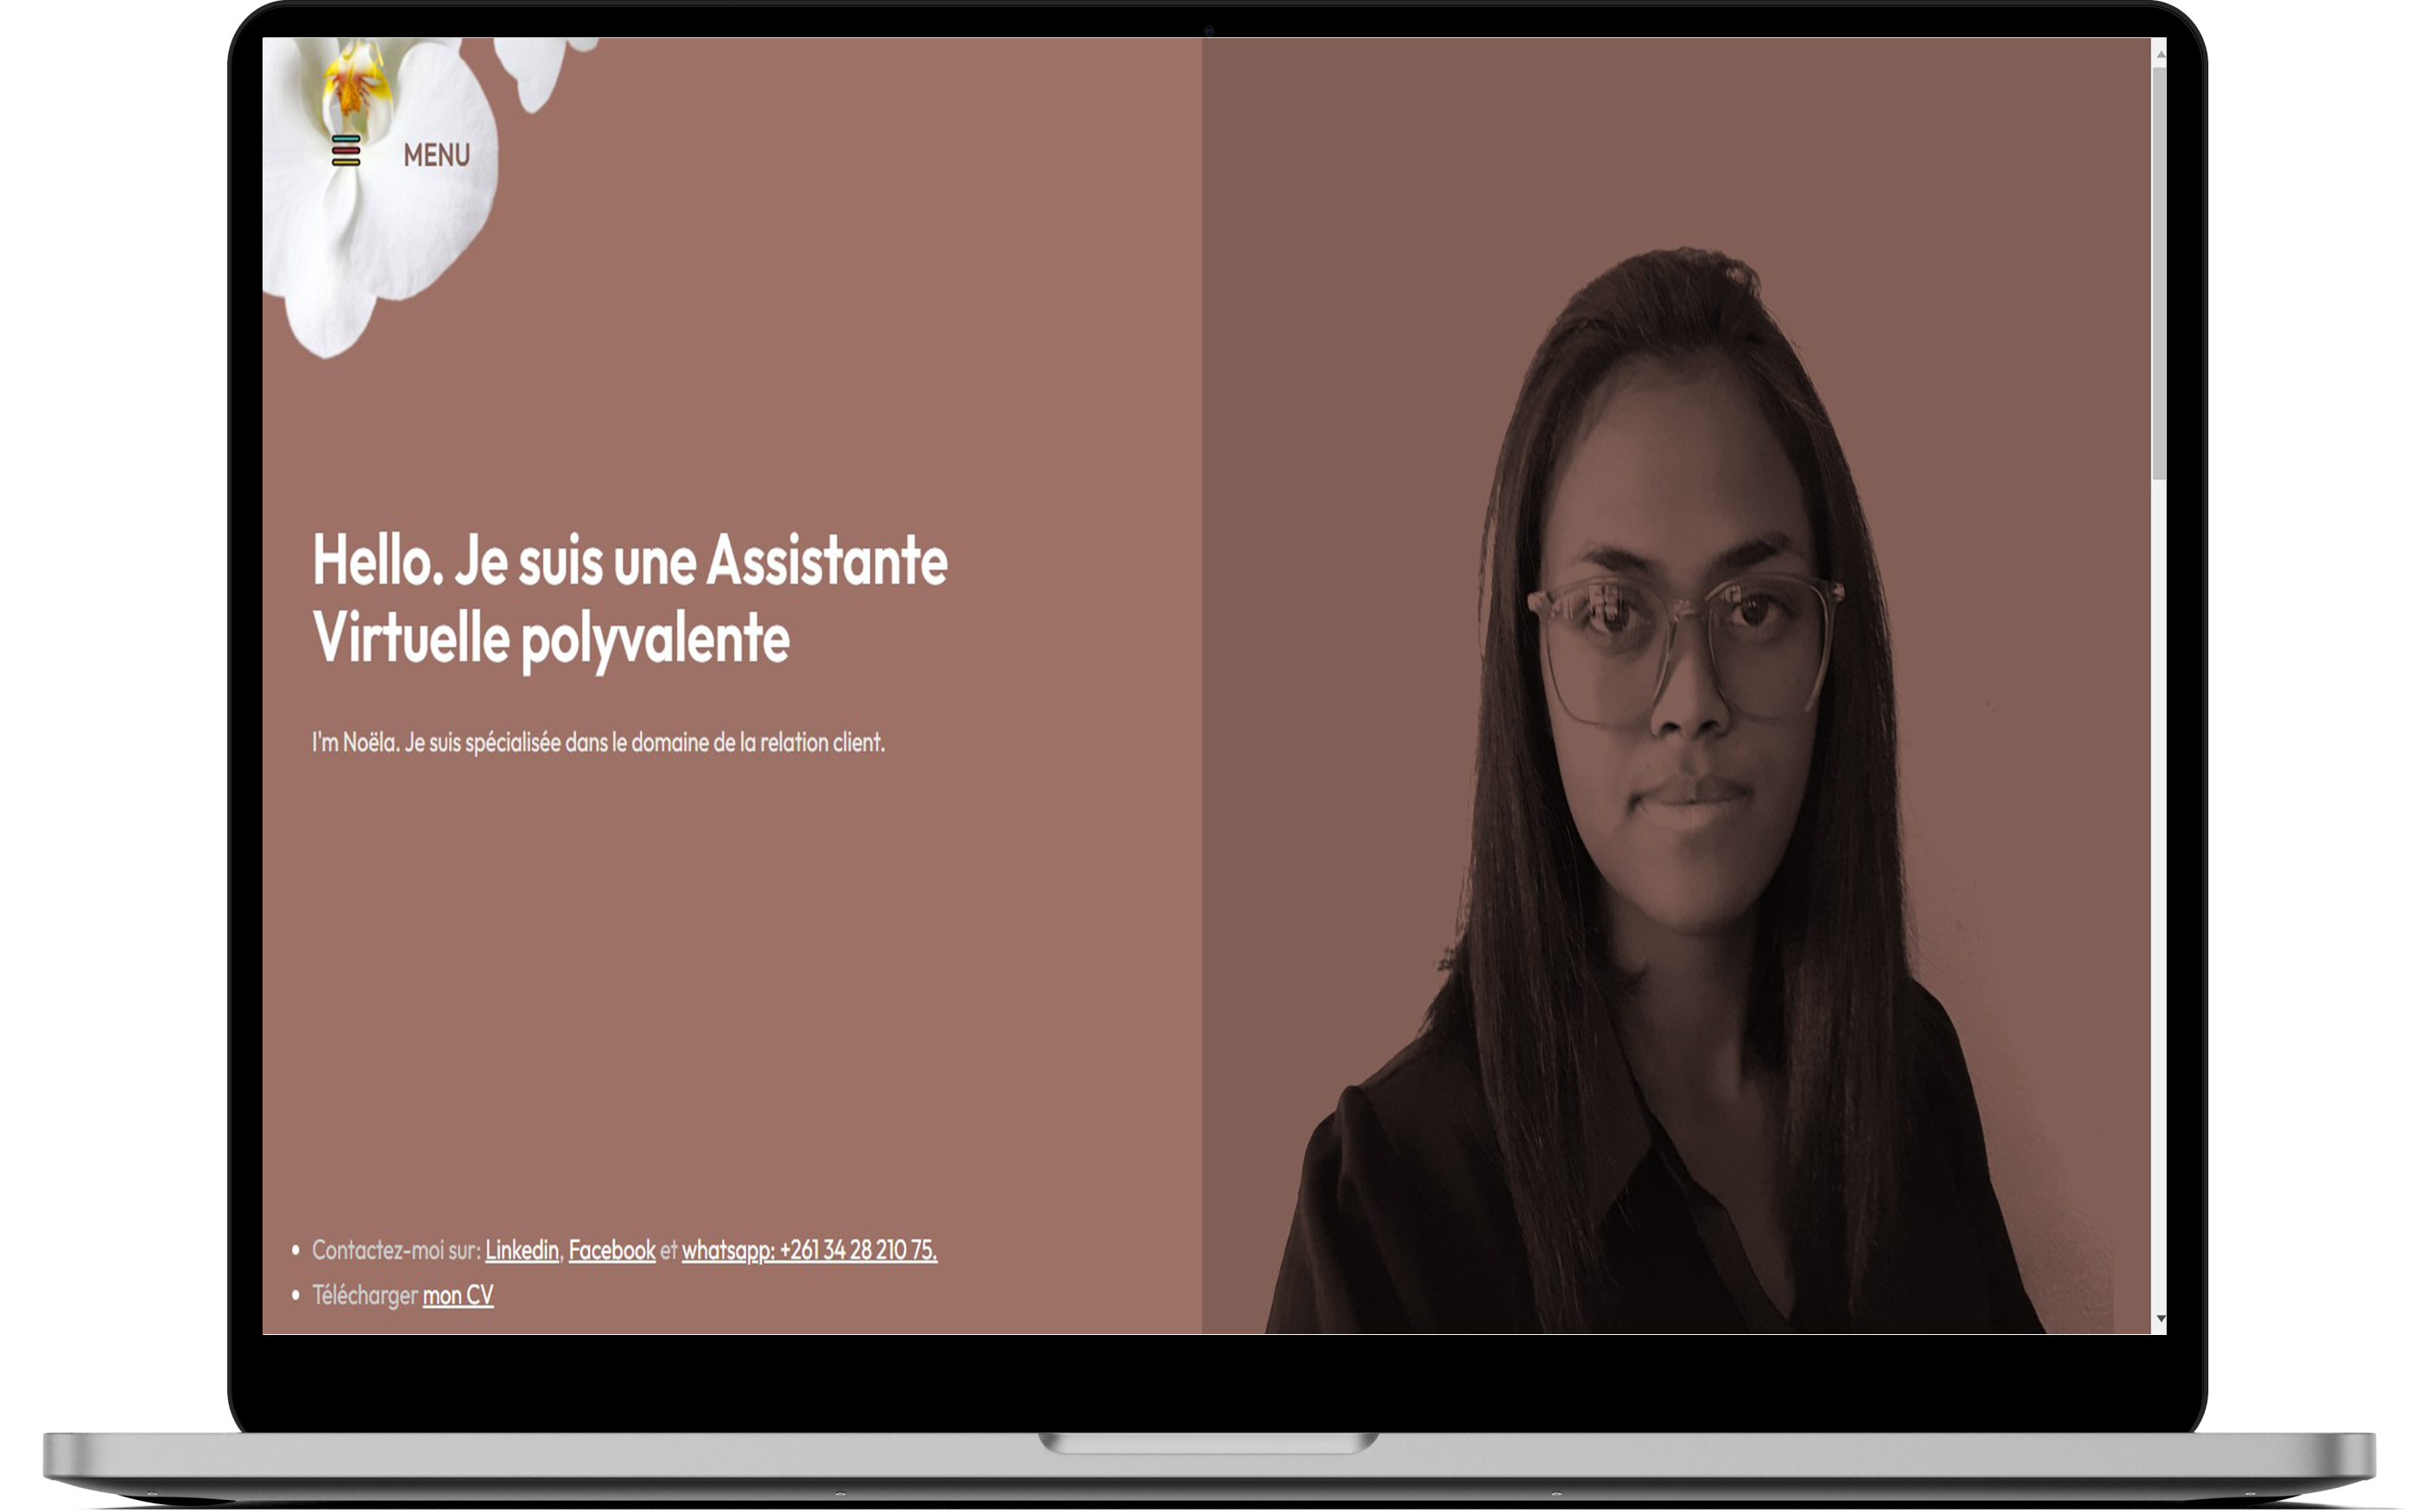 MENU
Hello. Je suis une Assistante
Virtuelle polyvalente
I'm Noëla. Je suis spécialisée dans le domaine de la relation client.
Contactez-moi sur: Linkedin, Facebook et whatsapp: +261 34 28 210 75.
Télécharger mon CV